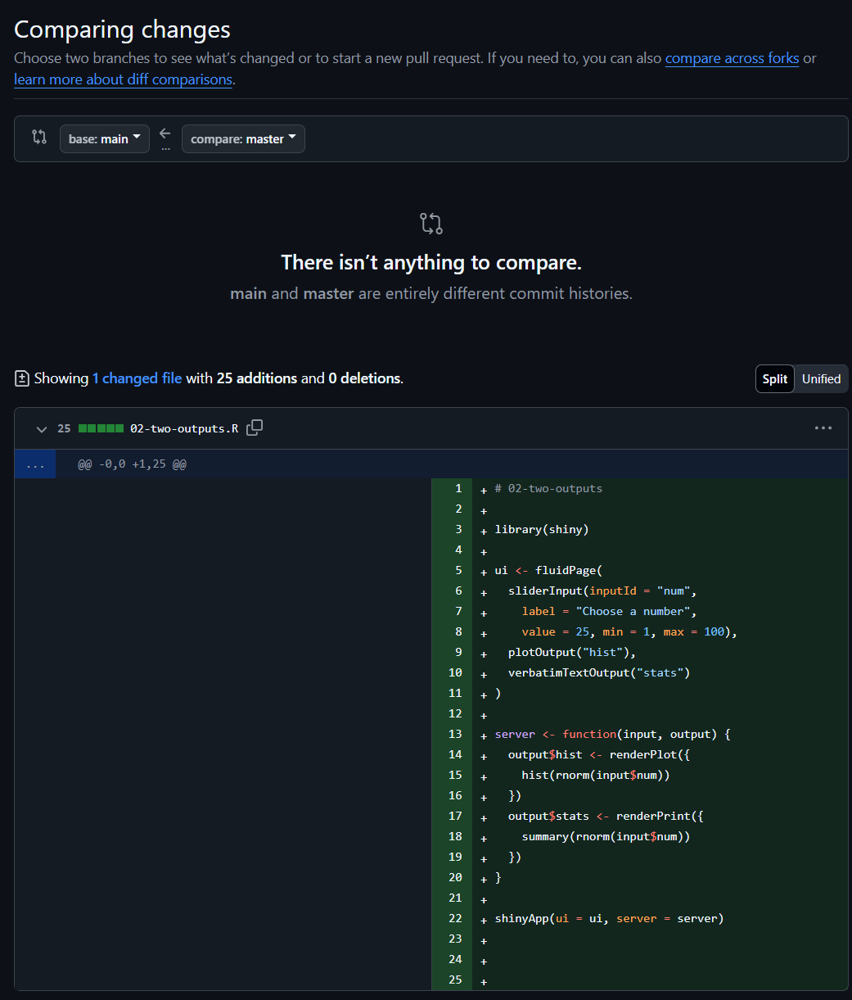 Comparing changes
Choose two branches to see what's changed or to start a new pull request. If you need to, you can also compare across forks or
learn more about diff comparisons.
base: main
...
compare: master
There isn't anything to compare.
main and master are entirely different commit histories.
Showing 1 changed file with 25 additions and 0 deletions.
Split Unified
25 02-two-outputs.R
...
... @@ -0,0 +1,25 @@
1 + # 02-two-outputs
2 +
3 + library(shiny)
4 +
5 + ui <- fluidPage(
6 +   sliderInput(inputId = "num",
7 +     label = "Choose a number",
8 +     value = 25, min = 1, max = 100),
9 +   plotOutput("hist"),
10 +   verbatimTextOutput("stats")
11 + )
12 +
13 + server <- function(input, output) {
14 +   output$hist <- renderPlot({
15 +     hist(rnorm(input$num))
16 +   })
17 +   output$stats <- renderPrint({
18 +     summary(rnorm(input$num))
19 +   })
20 + }
21 +
22 + shinyApp(ui = ui, server = server)
23 +
24 +
25 +